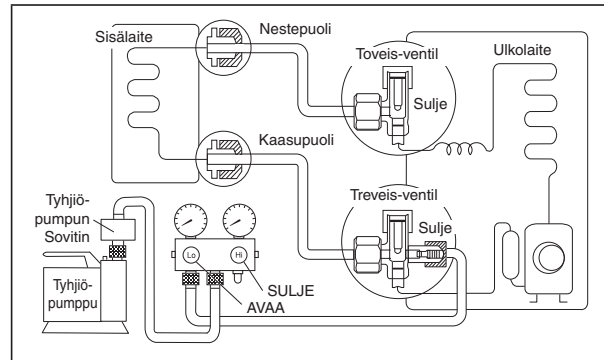 Nestepuoli
Sisälaite
Toveis-ventil
Ulkolaite
Sulje
Kaasupuoli
Treveis-ventil
Sulje
Tyhjiö-
pumpun
Sovitin
Lo
Hi
Tyhjiö-
pumppu
SULJE
AVAA